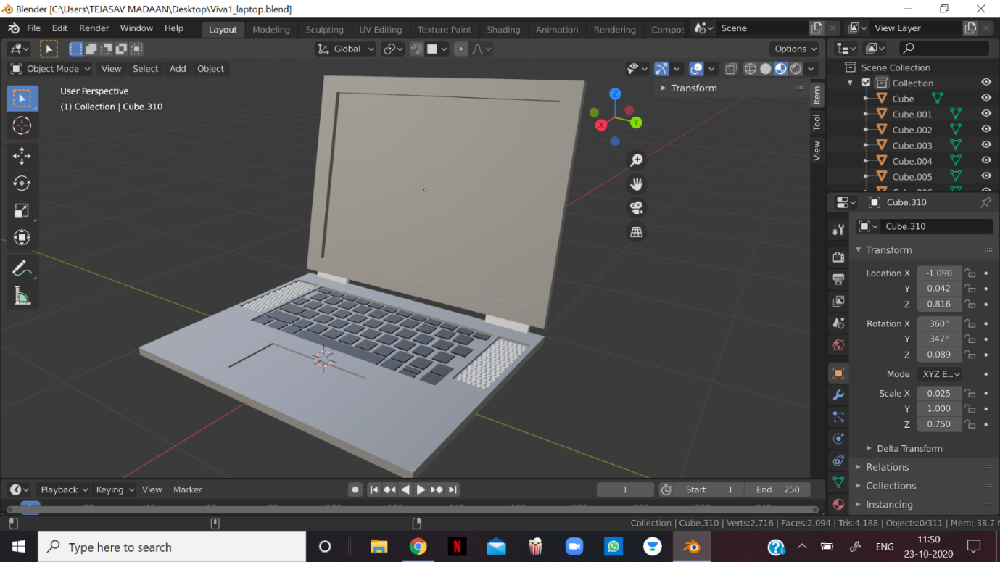 Blender [C:\Users\TEJASAV MADAAN\Desktop\Viva1_laptop.blend]
File Edit Render Window Help
Layout Modeling Sculpting UV Editing Texture Paint Shading Animation Rendering Compos
Scene
View Layer
Global
Options
Object Mode View Select Add Object
User Perspective
(1) Collection | Cube.310
Transform
Item
Tool
View
Z
Y
X
Scene Collection
Collection
Cube
Cube.001
Cube.002
Cube.003
Cube.004
Cube.005
Cube.006
Cube.310
Cube.310
Transform
Location X -1.090
Y 0.042
Z 0.816
Rotation X 360°
Y 347°
Z 0.089
Mode XYZ E...
Scale X 0.025
Y 1.000
Z 0.750
Delta Transform
Relations
Collections
Instancing
Playback Keying View Marker
1 Start 1 End 250
Collection | Cube.310 | Verts:2,716 | Faces:2,094 | Tris:4,188 | Objects:0/311 | Mem: 38.7 M
Type here to search
N
ENG
11:50
23-10-2020